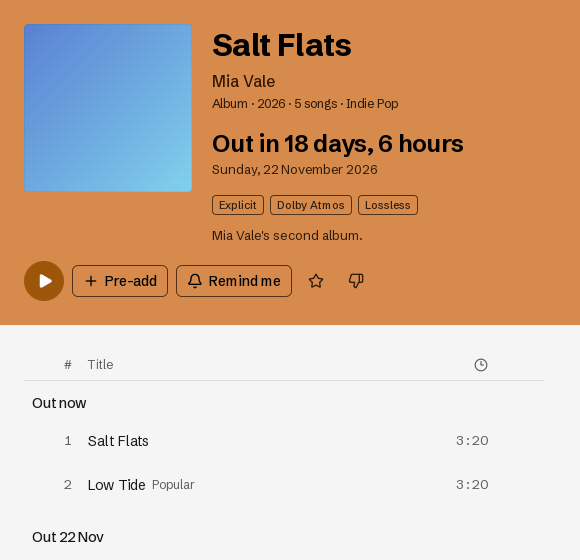 Salt Flats
Mia Vale
Album · 2026 · 5 songs · Indie Pop
Out in 18 days, 6 hours
Sunday, 22 November 2026
Explicit Dolby Atmos Lossless
Mia Vale's second album.
Pre-add Remind me
# Title
Out now
1 Salt Flats 3:20
2 Low Tide Popular 3:20
Out 22 Nov